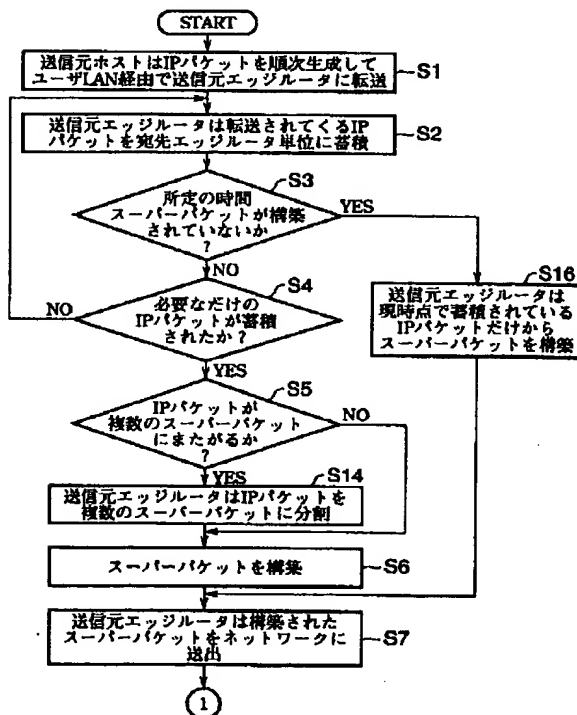 START
送信元ホストはIPパケットを順次生成して
ユーザLAN経由で送信元エッジルータに転送
S1
送信元エッジルータは転送されてくるIP
パケットを宛先エッジルータ単位に蓄積
S2
S3
所定の時間
スーパーパケットが構築
されていないか
?
YES
NO
S4
必要なだけの
IPパケットが蓄積
されたか?
NO
YES
S16
送信元エッジルータは
現時点で蓄積されている
IPパケットだけから
スーパーパケットを構築
S5
IPパケットが
複数のスーパーパケット
にまたがるか
?
NO
YES
S14
送信元エッジルータはIPパケットを
複数のスーパーパケットに分割
スーパーパケットを構築
S6
送信元エッジルータは構築された
スーパーパケットをネットワークに
送出
S7
1